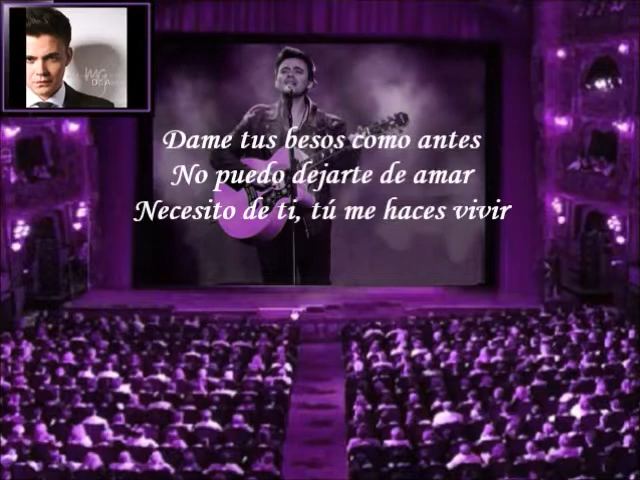 Dame tus besos como antes
No puedo dejarte de amar
Necesito de ti, tú me haces vivir